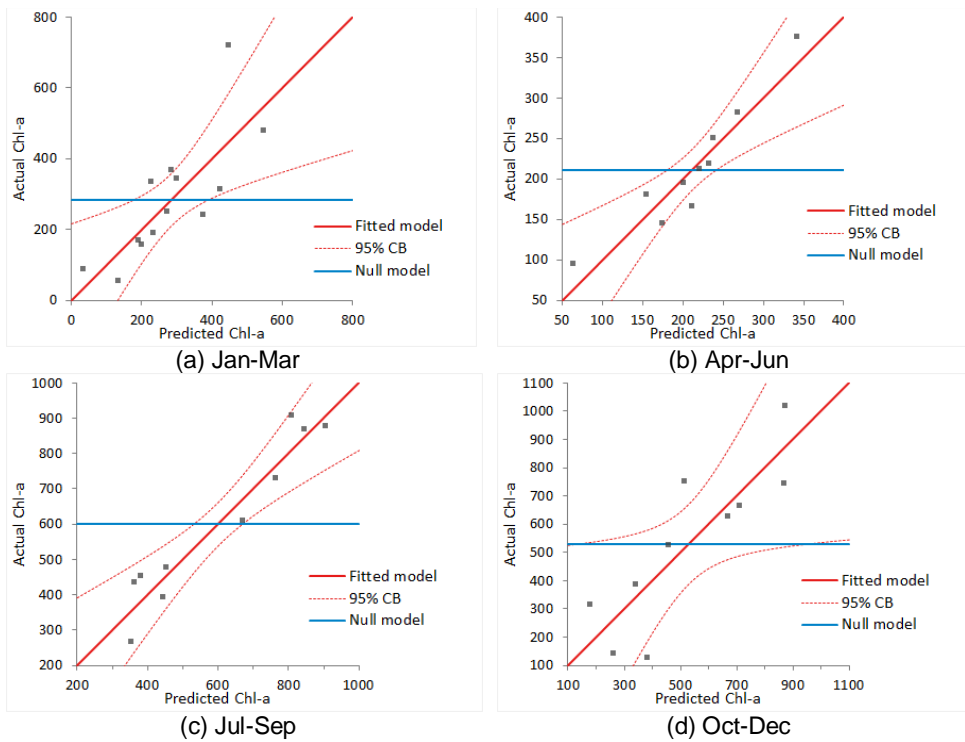 800
600
400
200
0
Actual Chl-a
0 200 400 600 800
Predicted Chl-a
Fitted model
95% CB
Null model
(a) Jan-Mar
400
350
300
250
200
150
100
50
Actual Chl-a
50 100 150 200 250 300 350 400
Predicted Chl-a
Fitted model
95% CB
Null model
(b) Apr-Jun
1000
900
800
700
600
500
400
300
200
Actual Chl-a
200 400 600 800 1000
Predicted Chl-a
Fitted model
95% CB
Null model
(c) Jul-Sep
1100
1000
900
800
700
600
500
400
300
200
100
Actual Chl-a
100 300 500 700 900 1100
Predicted Chl-a
Fitted model
95% CB
Null model
(d) Oct-Dec